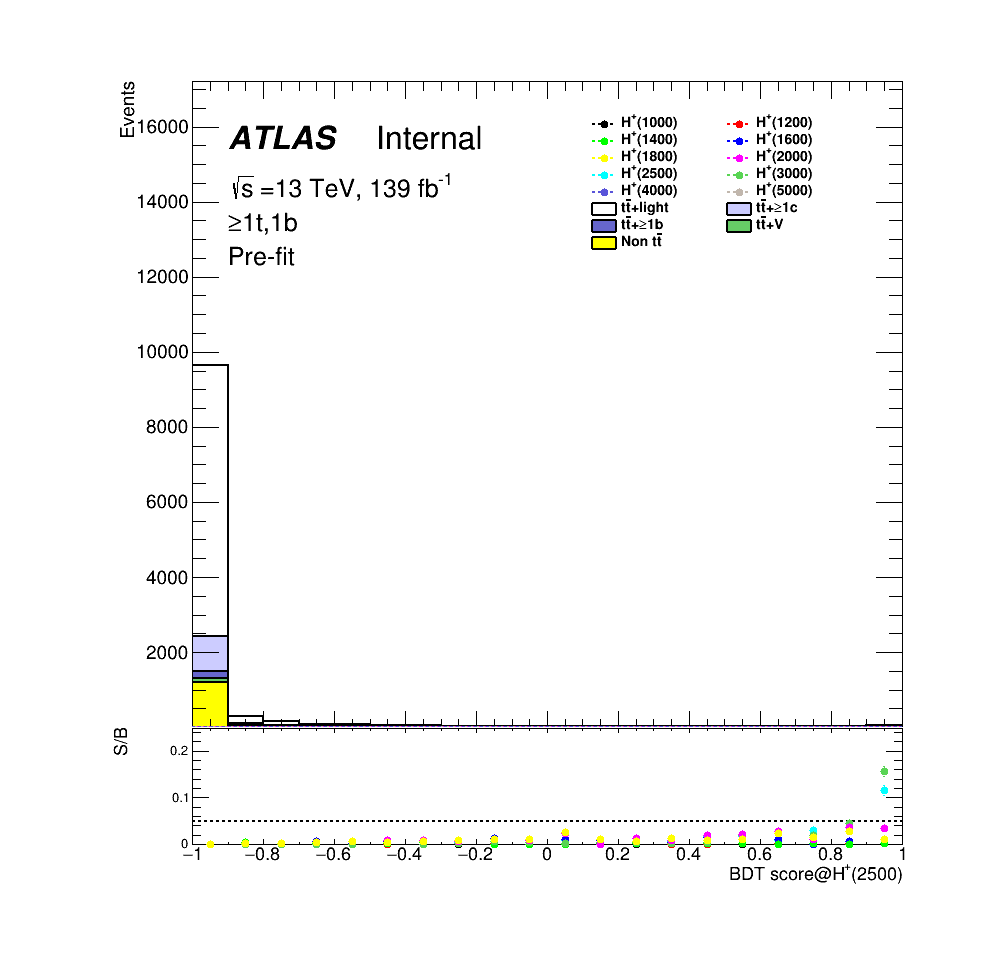 Events
16000
14000
12000
10000
8000
6000
4000
2000
ATLAS Internal
√s =13 TeV, 139 fb⁻¹
≥1t,1b
Pre-fit
H⁺(1000) H⁺(1200)
H⁺(1400) H⁺(1600)
H⁺(1800) H⁺(2000)
H⁺(2500) H⁺(3000)
H⁺(4000) H⁺(5000)
tt̄+light tt̄+≥1c
tt̄+≥1b tt̄+V
Non tt̄
S/B
0.2
0.1
0
−1 −0.8 −0.6 −0.4 −0.2 0 0.2 0.4 0.6 0.8 1
BDT score@H⁺(2500)